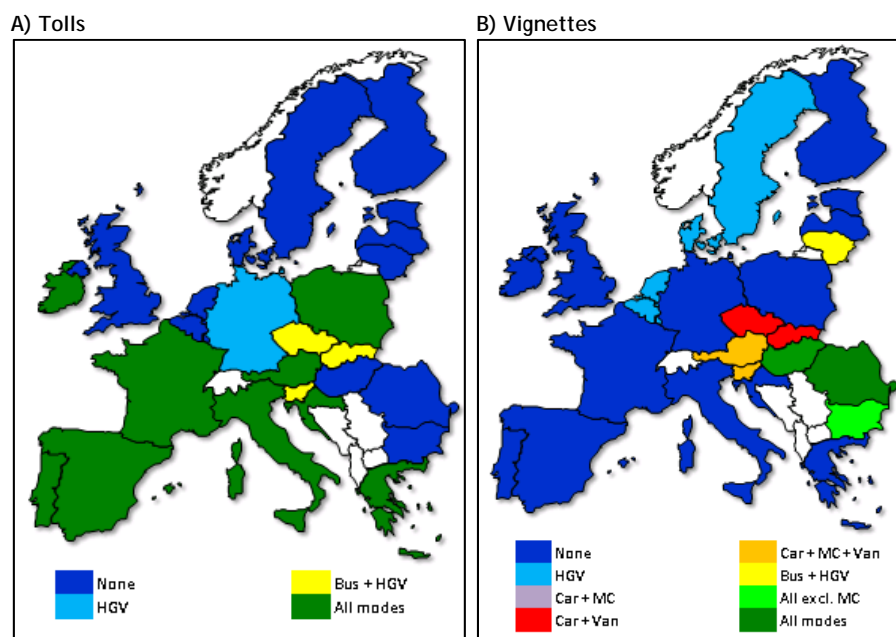 A) Tolls
None
HGV
Bus + HGV
All modes
B) Vignettes
None
HGV
Car + MC
Car + Van
Car + MC + Van
Bus + HGV
All excl. MC
All modes